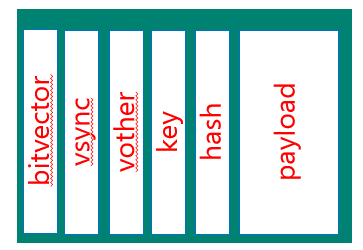 bitvector
vsync
vother
key
hash
payload